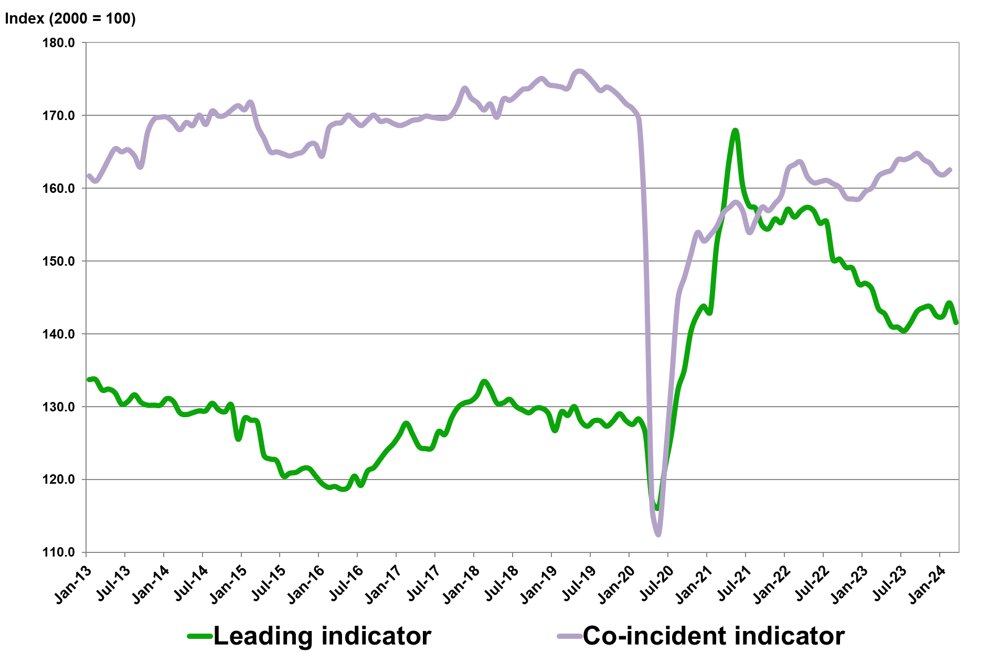 Index (2000 = 100)
180.0
170.0
160.0
150.0
140.0
130.0
120.0
110.0
Jan-13
Jul-13
Jan-14
Jul-14
Jan-15
Jul-15
Jan-16
Jul-16
Jan-17
Jul-17
Jan-18
Jul-18
Jan-19
Jul-19
Jan-20
Jul-20
Jan-21
Jul-21
Jan-22
Jul-22
Jan-23
Jul-23
Jan-24
Leading indicator
Co-incident indicator